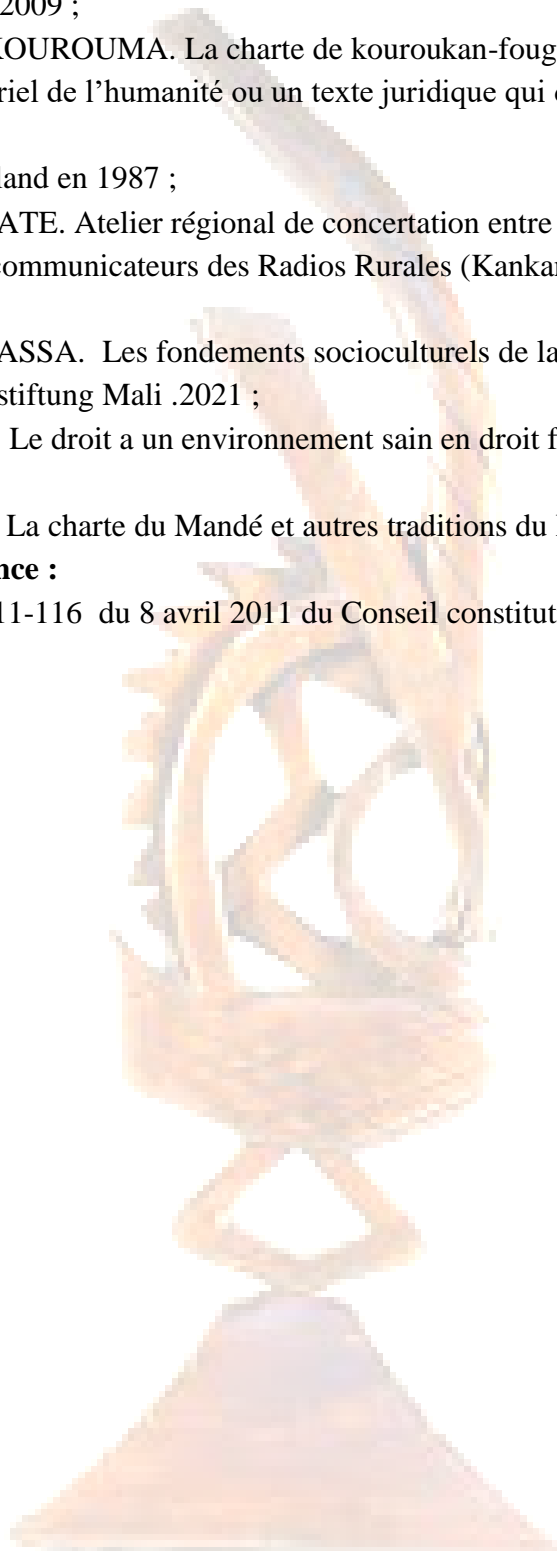 2009 ;
KOUROUMA. La charte de kouroukan-foug
riel de l’humanité ou un texte juridique qui
land en 1987 ;
ATE. Atelier régional de concertation entre
communicateurs des Radios Rurales (Kankar
ASSA.  Les fondements socioculturels de la
stiftung Mali .2021 ;
Le droit a un environnement sain en droit f
La charte du Mandé et autres traditions du
nce :
11-116  du 8 avril 2011 du Conseil constitut